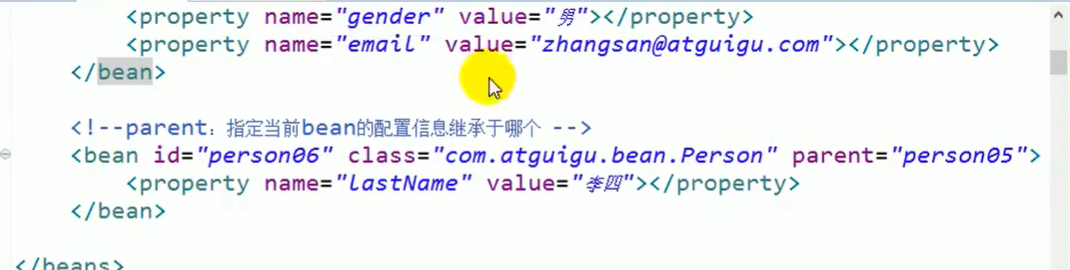 <property name="gender" value="男"></property>
<property name="email" value="zhangsan@atguigu.com"></property>
</bean>
<!--parent：指定当前bean的配置信息继承于哪个 -->
<bean id="person06" class="com.atguigu.bean.Person" parent="person05">
<property name="lastName" value="李四"></property>
</bean>
</beans>